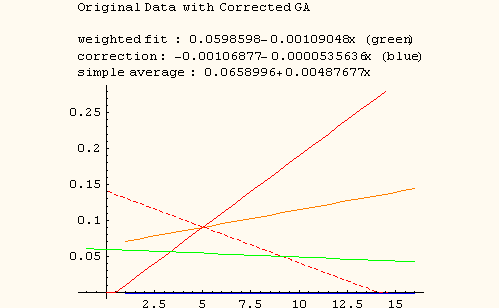 Original Data with Corrected GA
weighted fit : 0.0598598-0.00109048x (green)
correction: -0.00106877-0.0000535636x (blue)
simple average : 0.0658996+0.00487677x
0.25
0.2
0.15
0.1
0.05
2.5 5 7.5 10 12.5 15